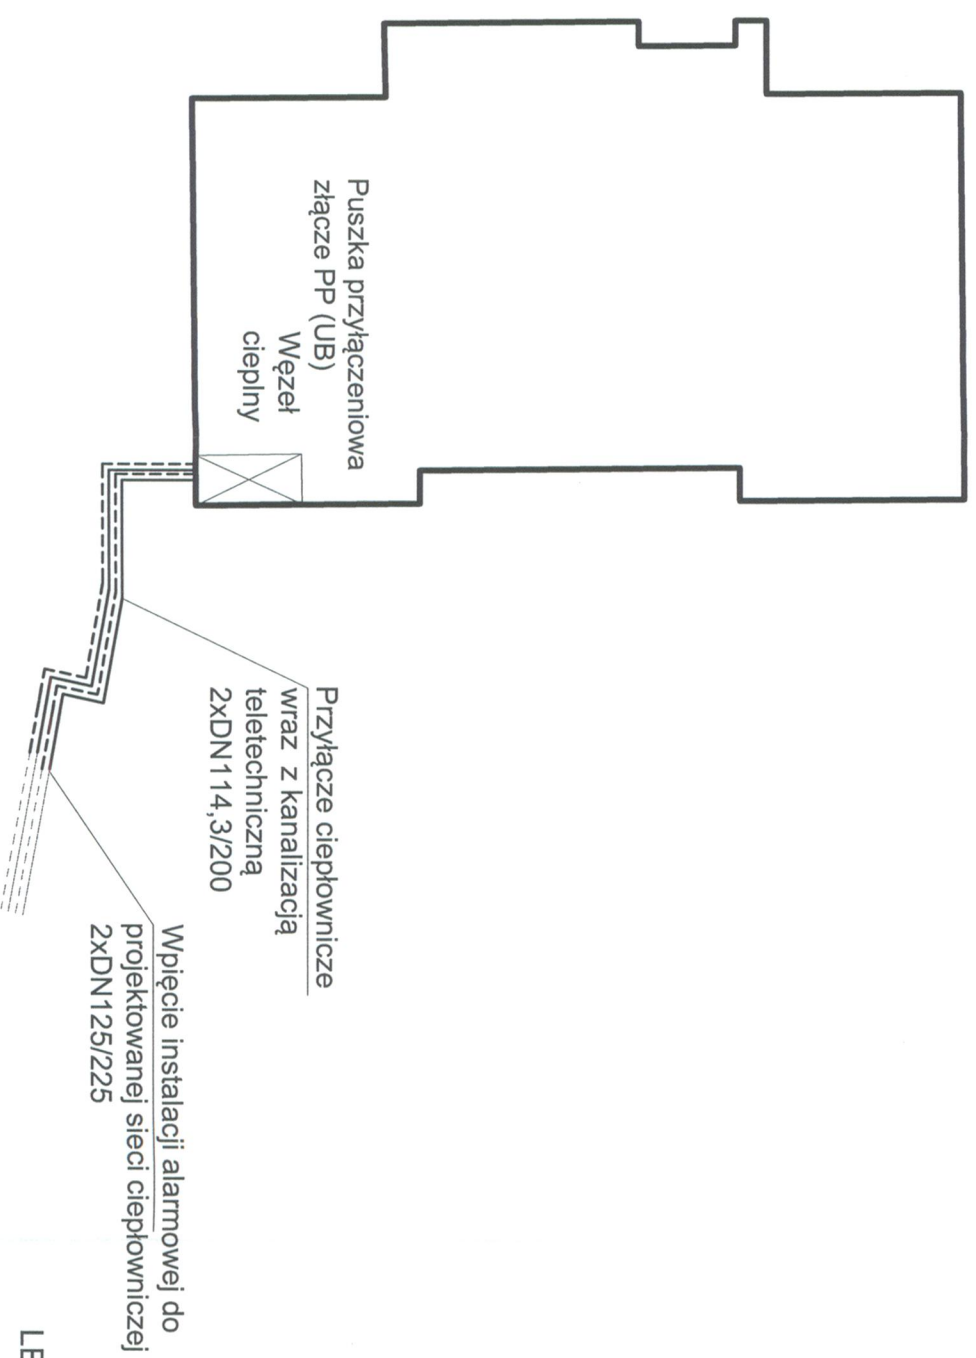 Puszka przyłączeniowa
złącze PP (UB)
Węzeł
cieplny
Przyłącze ciepłownicze
wraz z kanalizacją
teletechniczną
2xDN114,3/200
Wpięcie instalacji alarmowej do
projektowanej sieci ciepłowniczej
2xDN125/225
LE